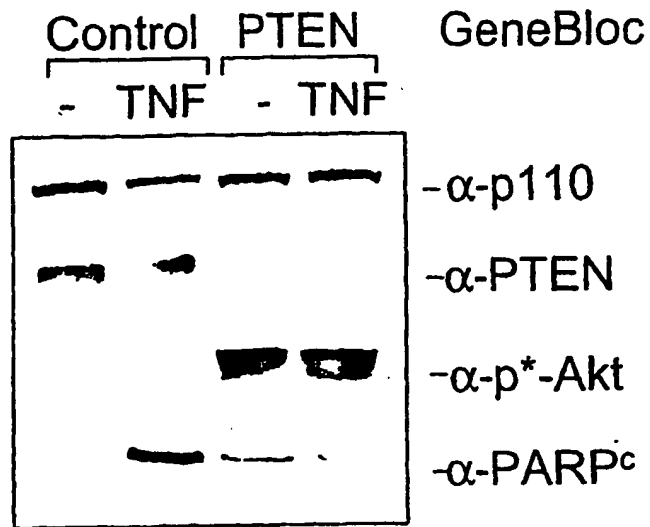 Control PTEN GeneBloc
- TNF - TNF
-α-p110
-α-PTEN
-α-p*-Akt
-α-PARPᶜ